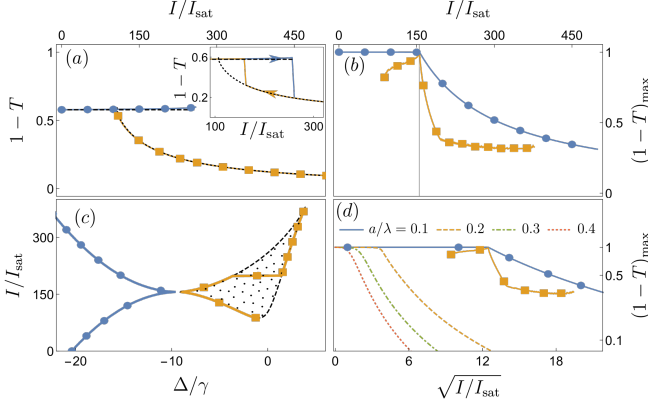 I/I_sat I/I_sat
0 150 300 450 0 150 300 450
(a) (b)
1 0.5 0
1 − T
0.6 0.2
1 − T
100 300
I/I_sat
1 0.5 0
(1 − T)_max
(c) (d)
300 150 0
I/I_sat
−20 −10 0
Δ/γ
a/λ = 0.1 0.2 0.3 0.4
1 0.5 0.1
(1 − T)_max
0 6 12 18
√I/I_sat